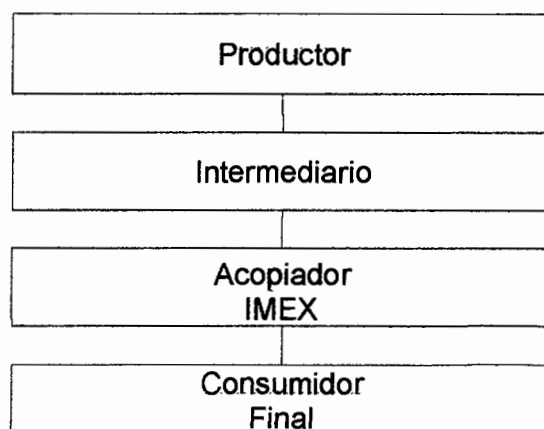 Productor
Intermediario
Acopiador
IMEX
Consumidor
Final